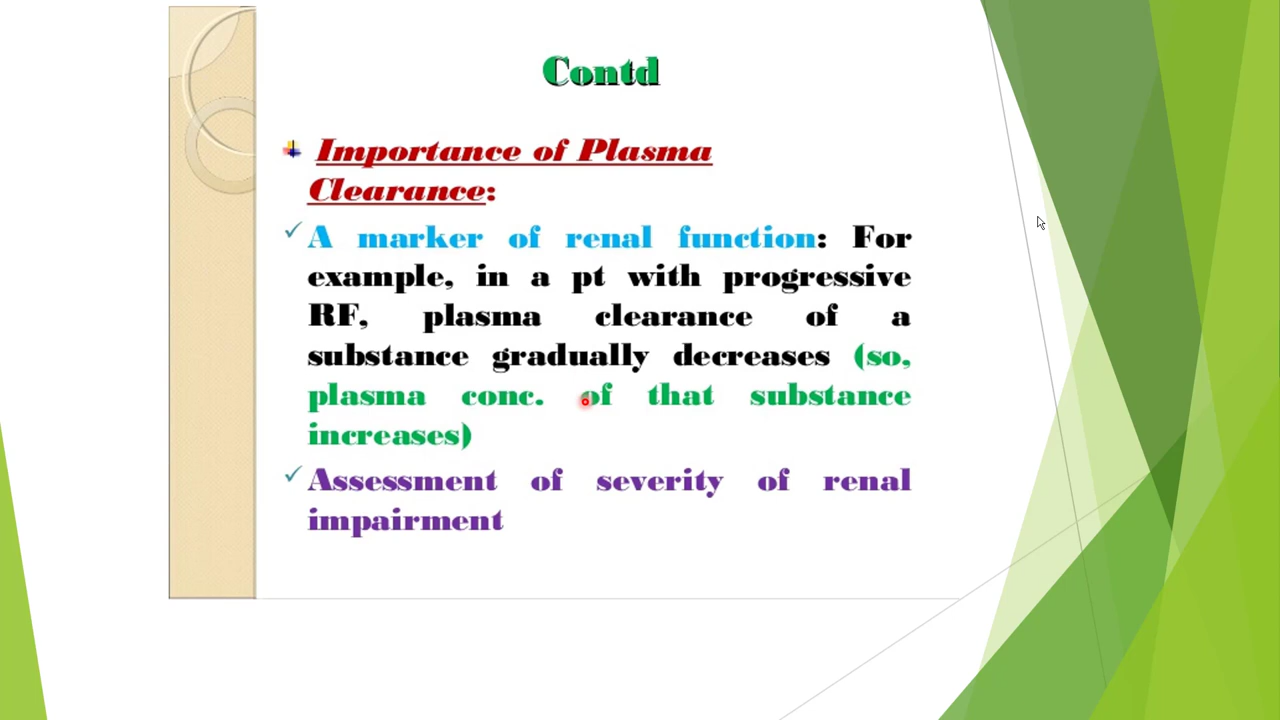 Contd
Importance of Plasma
Clearance:
A marker of renal function: For
example, in a pt with progressive
RF, plasma clearance of a
substance gradually decreases (so,
plasma conc. of that substance
increases)
Assessment of severity of renal
impairment